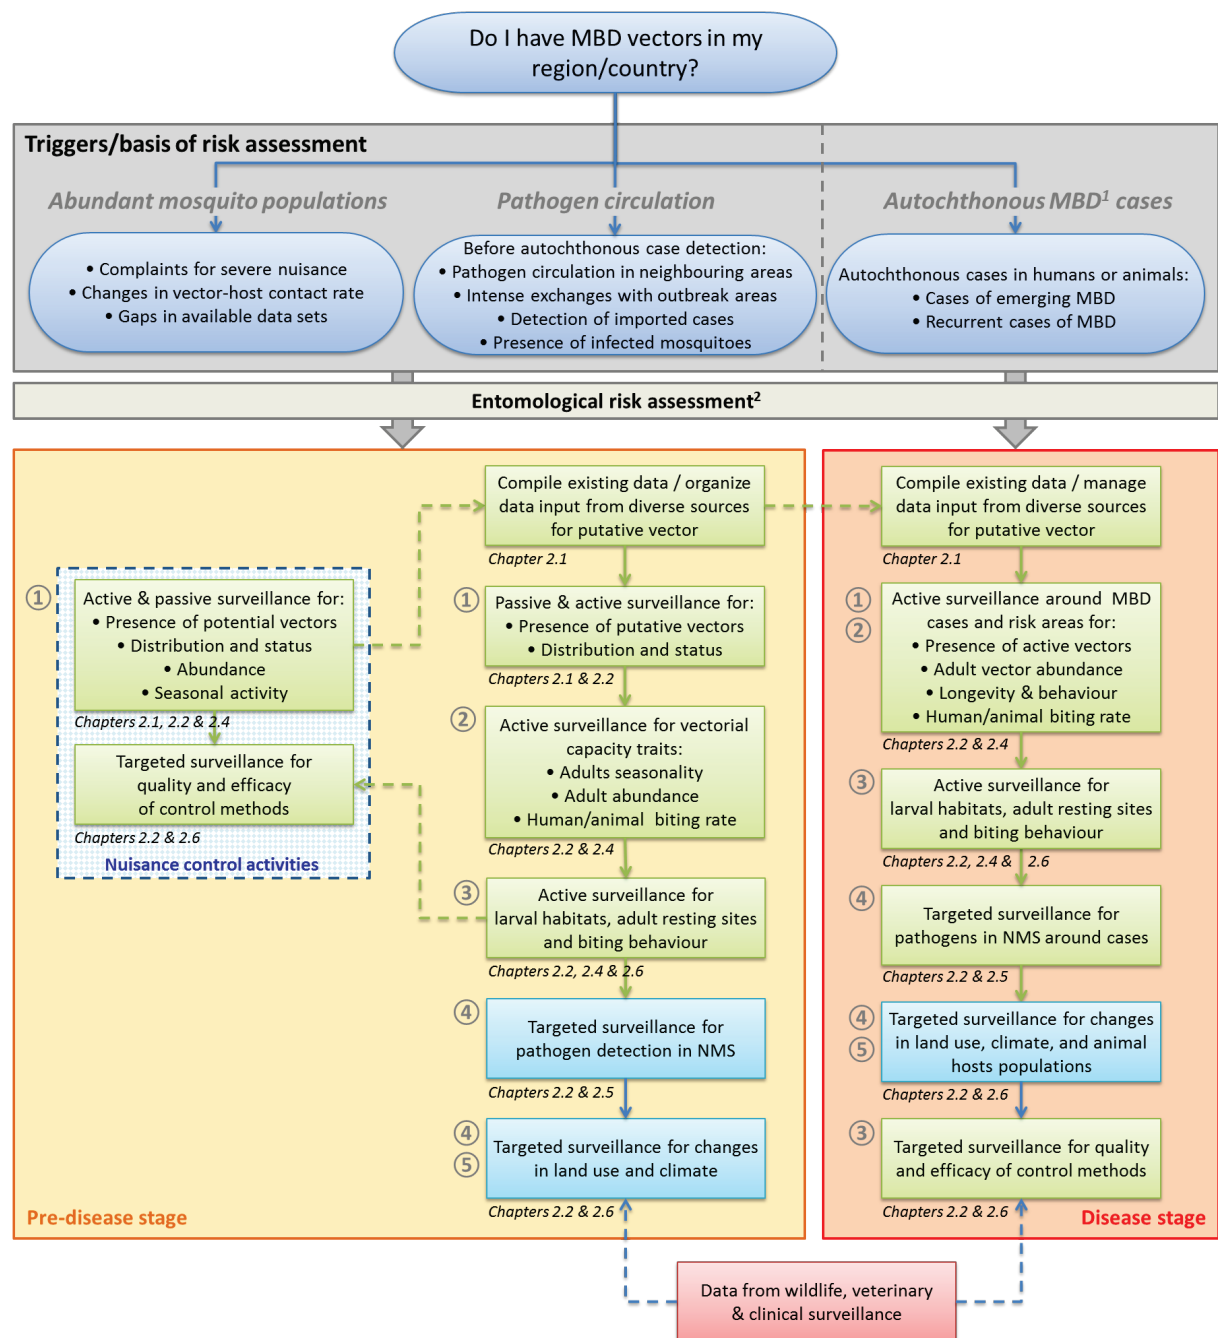 Do I have MBD vectors in my
region/country?
Triggers/basis of risk assessment
Abundant mosquito populations
• Complaints for severe nuisance
• Changes in vector-host contact rate
• Gaps in available data sets
Pathogen circulation
Before autochthonous case detection:
• Pathogen circulation in neighbouring areas
• Intense exchanges with outbreak areas
• Detection of imported cases
• Presence of infected mosquitoes
Autochthonous MBD¹ cases
Autochthonous cases in humans or animals:
• Cases of emerging MBD
• Recurrent cases of MBD
Entomological risk assessment²
①
Active & passive surveillance for:
• Presence of potential vectors
• Distribution and status
• Abundance
• Seasonal activity
Chapters 2.1, 2.2 & 2.4
Targeted surveillance for
quality and efficacy
of control methods
Chapters 2.2 & 2.6
Nuisance control activities
Compile existing data / organize
data input from diverse sources
for putative vector
Chapter 2.1
①
Passive & active surveillance for:
• Presence of putative vectors
• Distribution and status
Chapters 2.1 & 2.2
②
Active surveillance for vectorial
capacity traits:
• Adults seasonality
• Adult abundance
• Human/animal biting rate
Chapters 2.2 & 2.4
③
Active surveillance for
larval habitats, adult resting sites
and biting behaviour
Chapters 2.2, 2.4 & 2.6
④
Targeted surveillance for
pathogen detection in NMS
Chapters 2.2 & 2.5
④
⑤
Targeted surveillance for changes
in land use and climate
Chapters 2.2 & 2.6
Pre-disease stage
Compile existing data / manage
data input from diverse sources
for putative vector
Chapter 2.1
①
②
Active surveillance around MBD
cases and risk areas for:
• Presence of active vectors
• Adult vector abundance
• Longevity & behaviour
• Human/animal biting rate
Chapters 2.2 & 2.4
③
Active surveillance for
larval habitats, adult resting sites
and biting behaviour
Chapters 2.2, 2.4 & 2.6
④
Targeted surveillance for
pathogens in NMS around cases
Chapters 2.2 & 2.5
④
⑤
Targeted surveillance for changes
in land use, climate, and animal
hosts populations
Chapters 2.2 & 2.6
③
Targeted surveillance for quality
and efficacy of control methods
Chapters 2.2 & 2.6
Disease stage
Data from wildlife, veterinary
& clinical surveillance